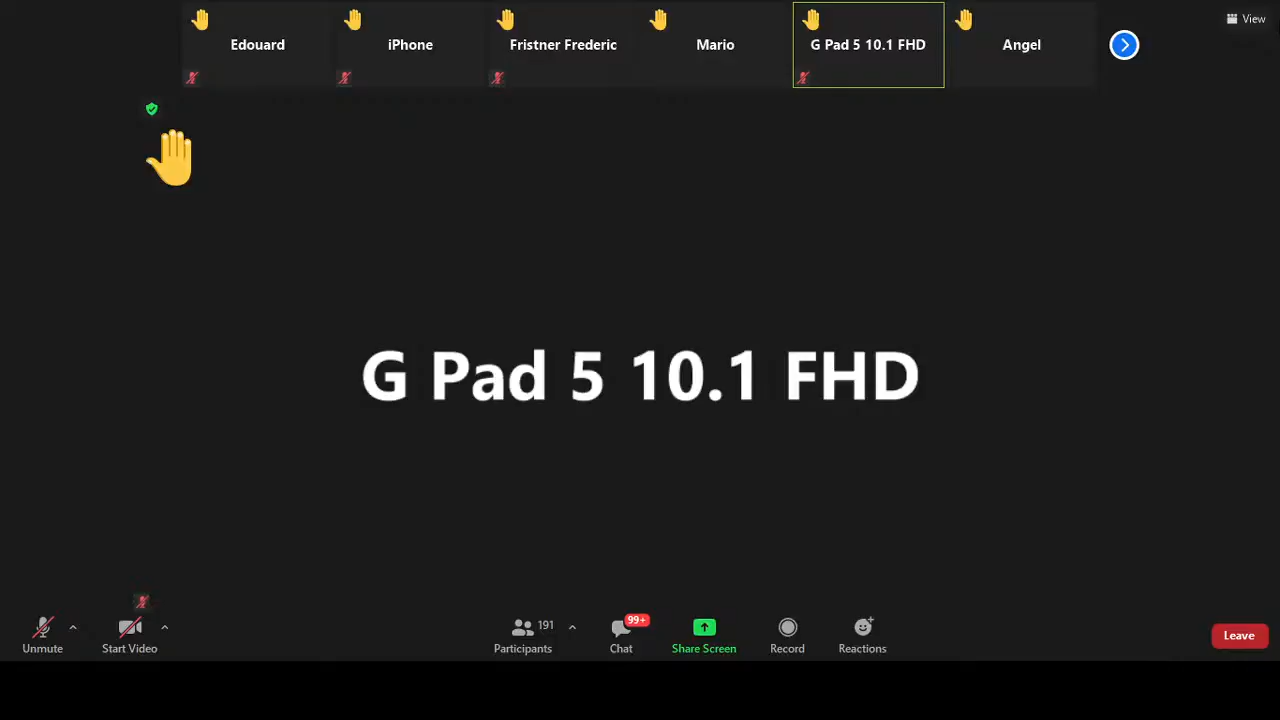 View
Edouard
iPhone
Fristner Frederic
Mario
G Pad 5 10.1 FHD
Angel
G Pad 5 10.1 FHD
Unmute
Start Video
191
Participants
99+
Chat
Share Screen
Record
Reactions
Leave